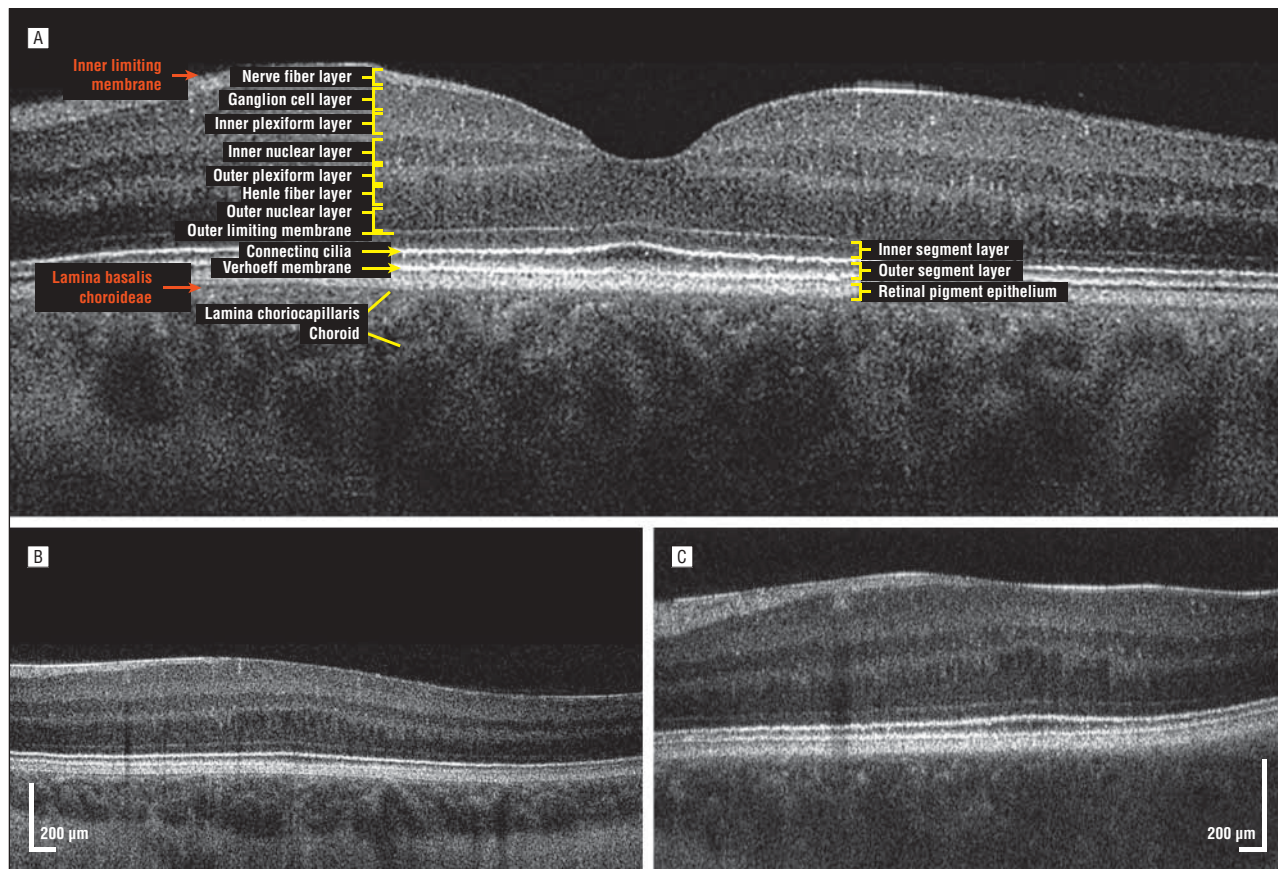 A
Inner limiting
membrane
Nerve fiber layer
Ganglion cell layer
Inner plexiform layer
Inner nuclear layer
Outer plexiform layer
Henle fiber layer
Outer nuclear layer
Outer limiting membrane
Connecting cilia
Verhoeff membrane
Lamina basalis
choroideae
Lamina choriocapillaris
Choroid
Inner segment layer
Outer segment layer
Retinal pigment epithelium
B
200 µm
C
200 µm